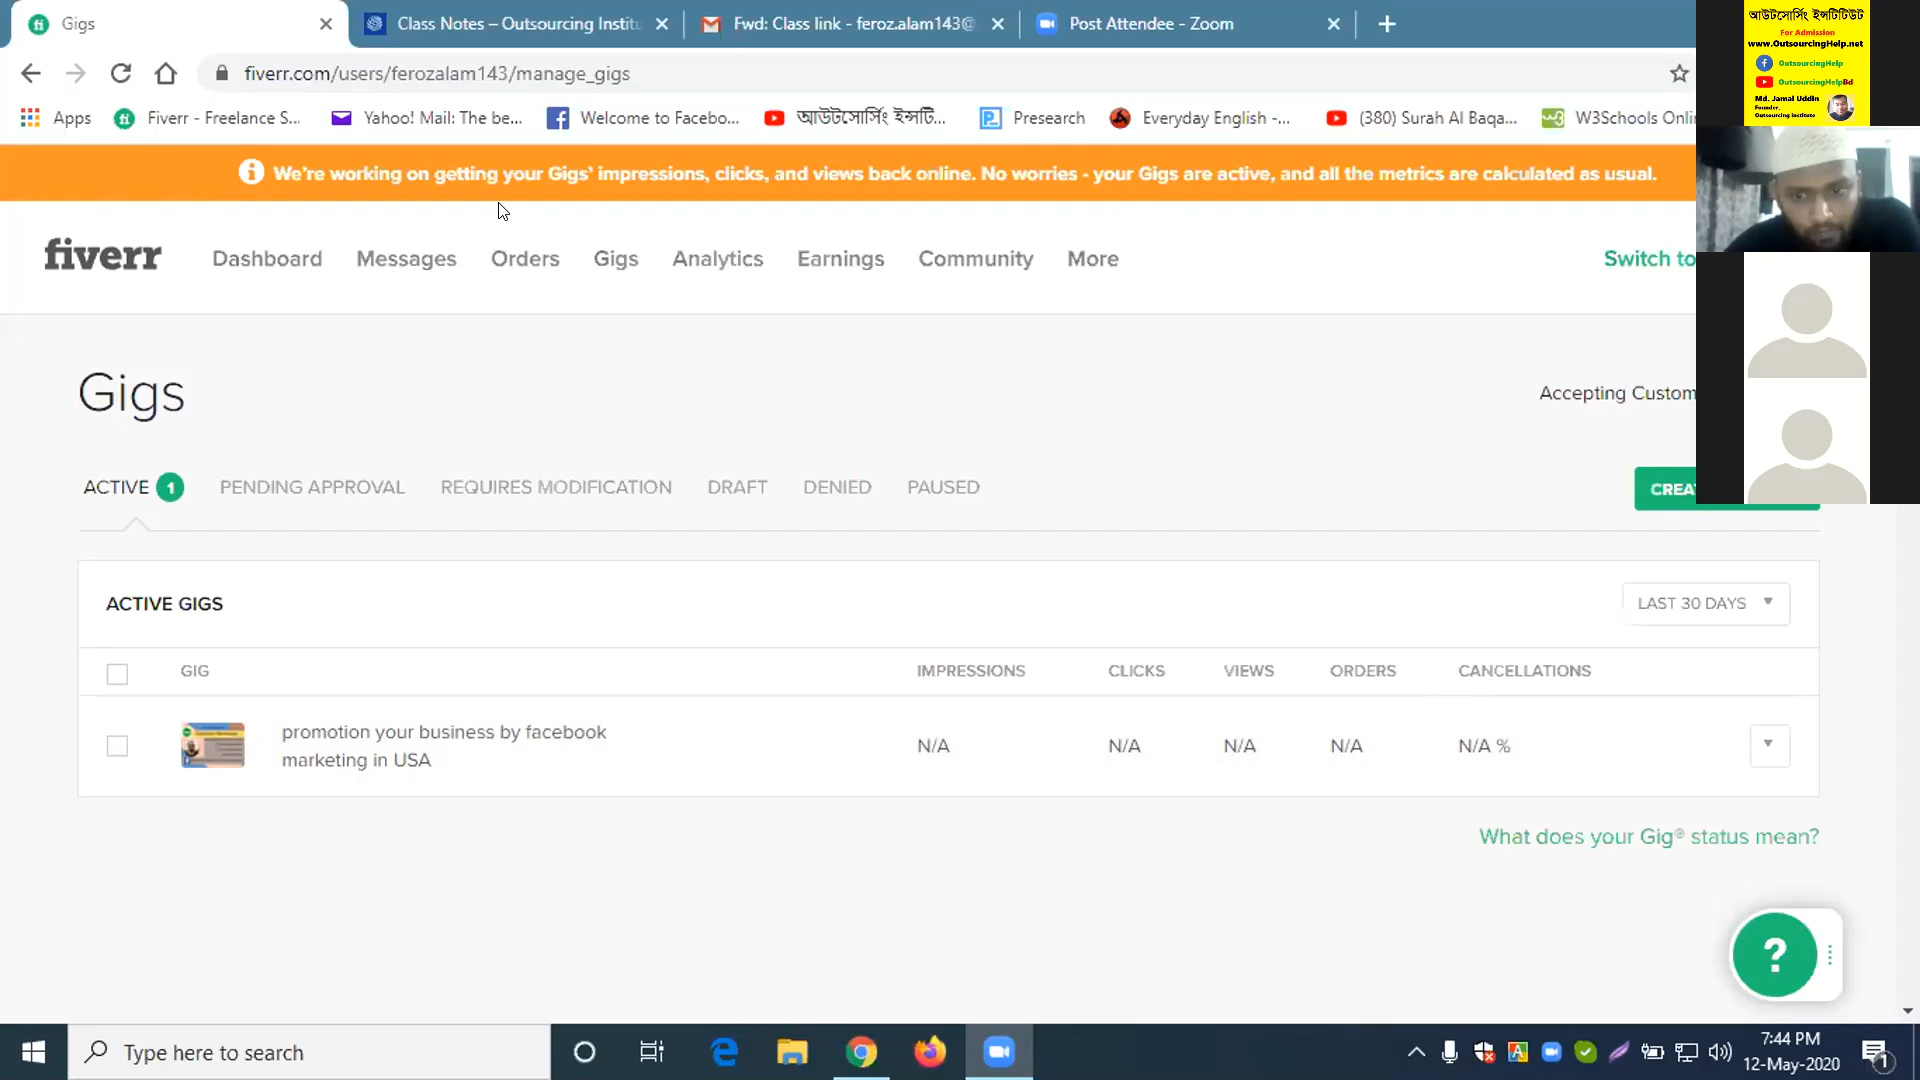 Gigs
Class Notes – Outsourcing Institu
Fwd: Class link - feroz.alam143@
Post Attendee - Zoom
fiverr.com/users/ferozalam143/manage_gigs
Apps
Fiverr - Freelance S...
Yahoo! Mail: The be...
Welcome to Facebo...
আউটসোর্সিং ইন্সটি...
Presearch
Everyday English -...
(380) Surah Al Baqa...
W3Schools Onli
আউটসোর্সিং ইন্সটিটিউট
For Admission
www.OutsourcingHelp.net
OutsourcingHelp
OutsourcingHelpBd
Md. Jamal Uddin
Founder,
Outsourcing Institute
We're working on getting your Gigs' impressions, clicks, and views back online. No worries - your Gigs are active, and all the metrics are calculated as usual.
fiverr
Dashboard
Messages
Orders
Gigs
Analytics
Earnings
Community
More
Switch to
Gigs
Accepting Custom
ACTIVE 1
PENDING APPROVAL
REQUIRES MODIFICATION
DRAFT
DENIED
PAUSED
CREA
ACTIVE GIGS
LAST 30 DAYS
GIG
IMPRESSIONS
CLICKS
VIEWS
ORDERS
CANCELLATIONS
promotion your business by facebook
marketing in USA
N/A
N/A
N/A
N/A
N/A %
What does your Gig® status mean?
?
Type here to search
7:44 PM
12-May-2020
1